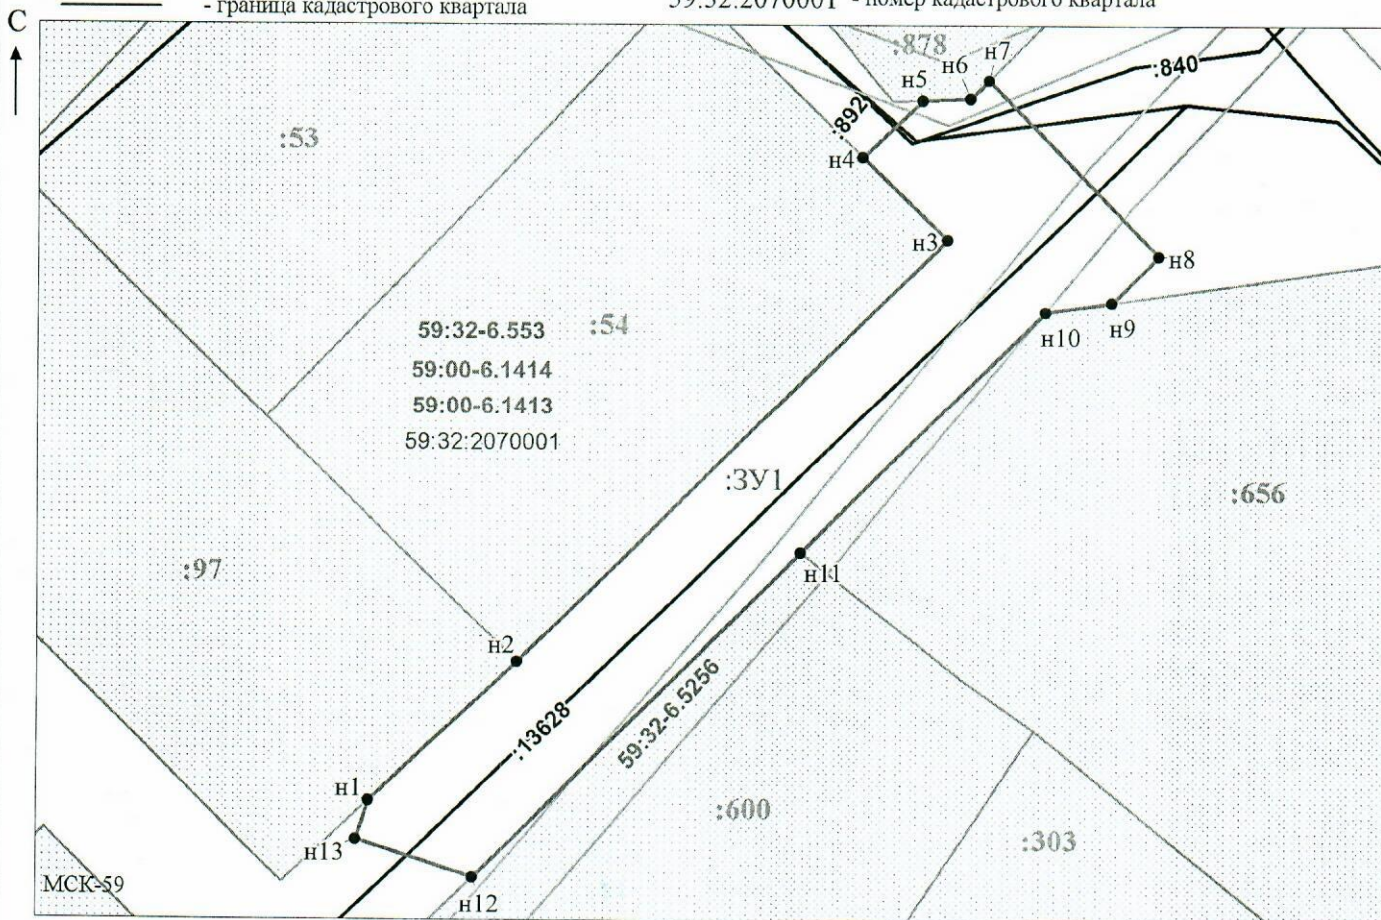 - граница кадастрового квартала
59:32:2070001 - номер кадастрового квартала
С
:878
н7
н6
:840
н5
:892
:53
н4
н3
н8
н9
н10
59:32-6.553
:54
59:00-6.1414
59:00-6.1413
59:32:2070001
:ЗУ1
:656
:97
н11
н2
59:32-6.5256
:13628
н1
:600
:303
н13
МСК-59
н12